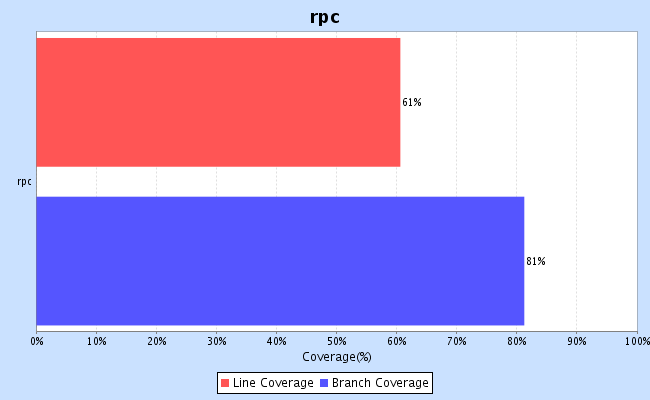 rpc
61%
rpc
81%
0% 10% 20% 30% 40% 50% 60% 70% 80% 90% 100%
Coverage(%)
Line Coverage Branch Coverage